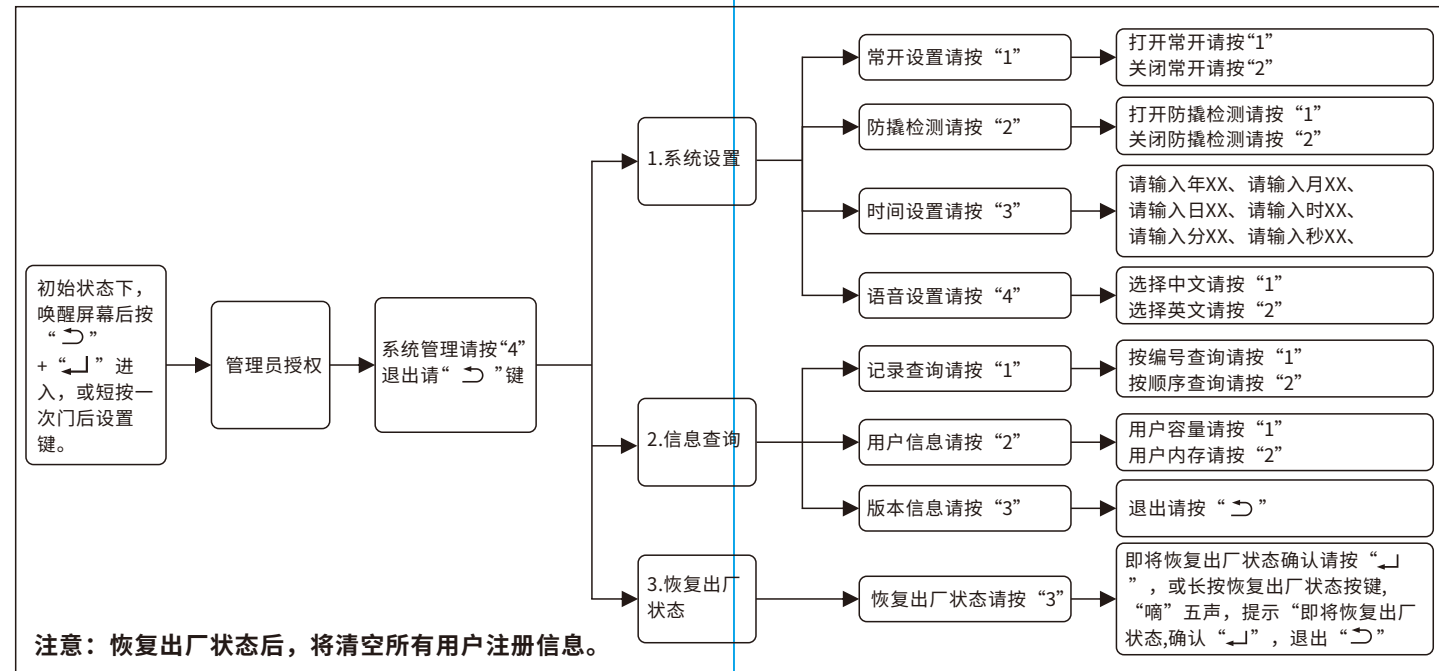 初始状态下，
唤醒屏幕后按
“⮌”
+“↵”进
入，或短按一
次门后设置
键。
管理员授权
系统管理请按“4”
退出请“⮌”键
1.系统设置
常开设置请按“1”
打开常开请按“1”
关闭常开请按“2”
防撬检测请按“2”
打开防撬检测请按“1”
关闭防撬检测请按“2”
时间设置请按“3”
请输入年XX、请输入月XX、
请输入日XX、请输入时XX、
请输入分XX、请输入秒XX、
语音设置请按“4”
选择中文请按“1”
选择英文请按“2”
2.信息查询
记录查询请按“1”
按编号查询请按“1”
按顺序查询请按“2”
用户信息请按“2”
用户容量请按“1”
用户内存请按“2”
版本信息请按“3”
退出请按“⮌”
3.恢复出厂
状态
恢复出厂状态请按“3”
即将恢复出厂状态确认请按“↵
”，或长按恢复出厂状态按键,
“嘀”五声，提示“即将恢复出厂
状态,确认“↵”，退出“⮌”
注意：恢复出厂状态后，将清空所有用户注册信息。